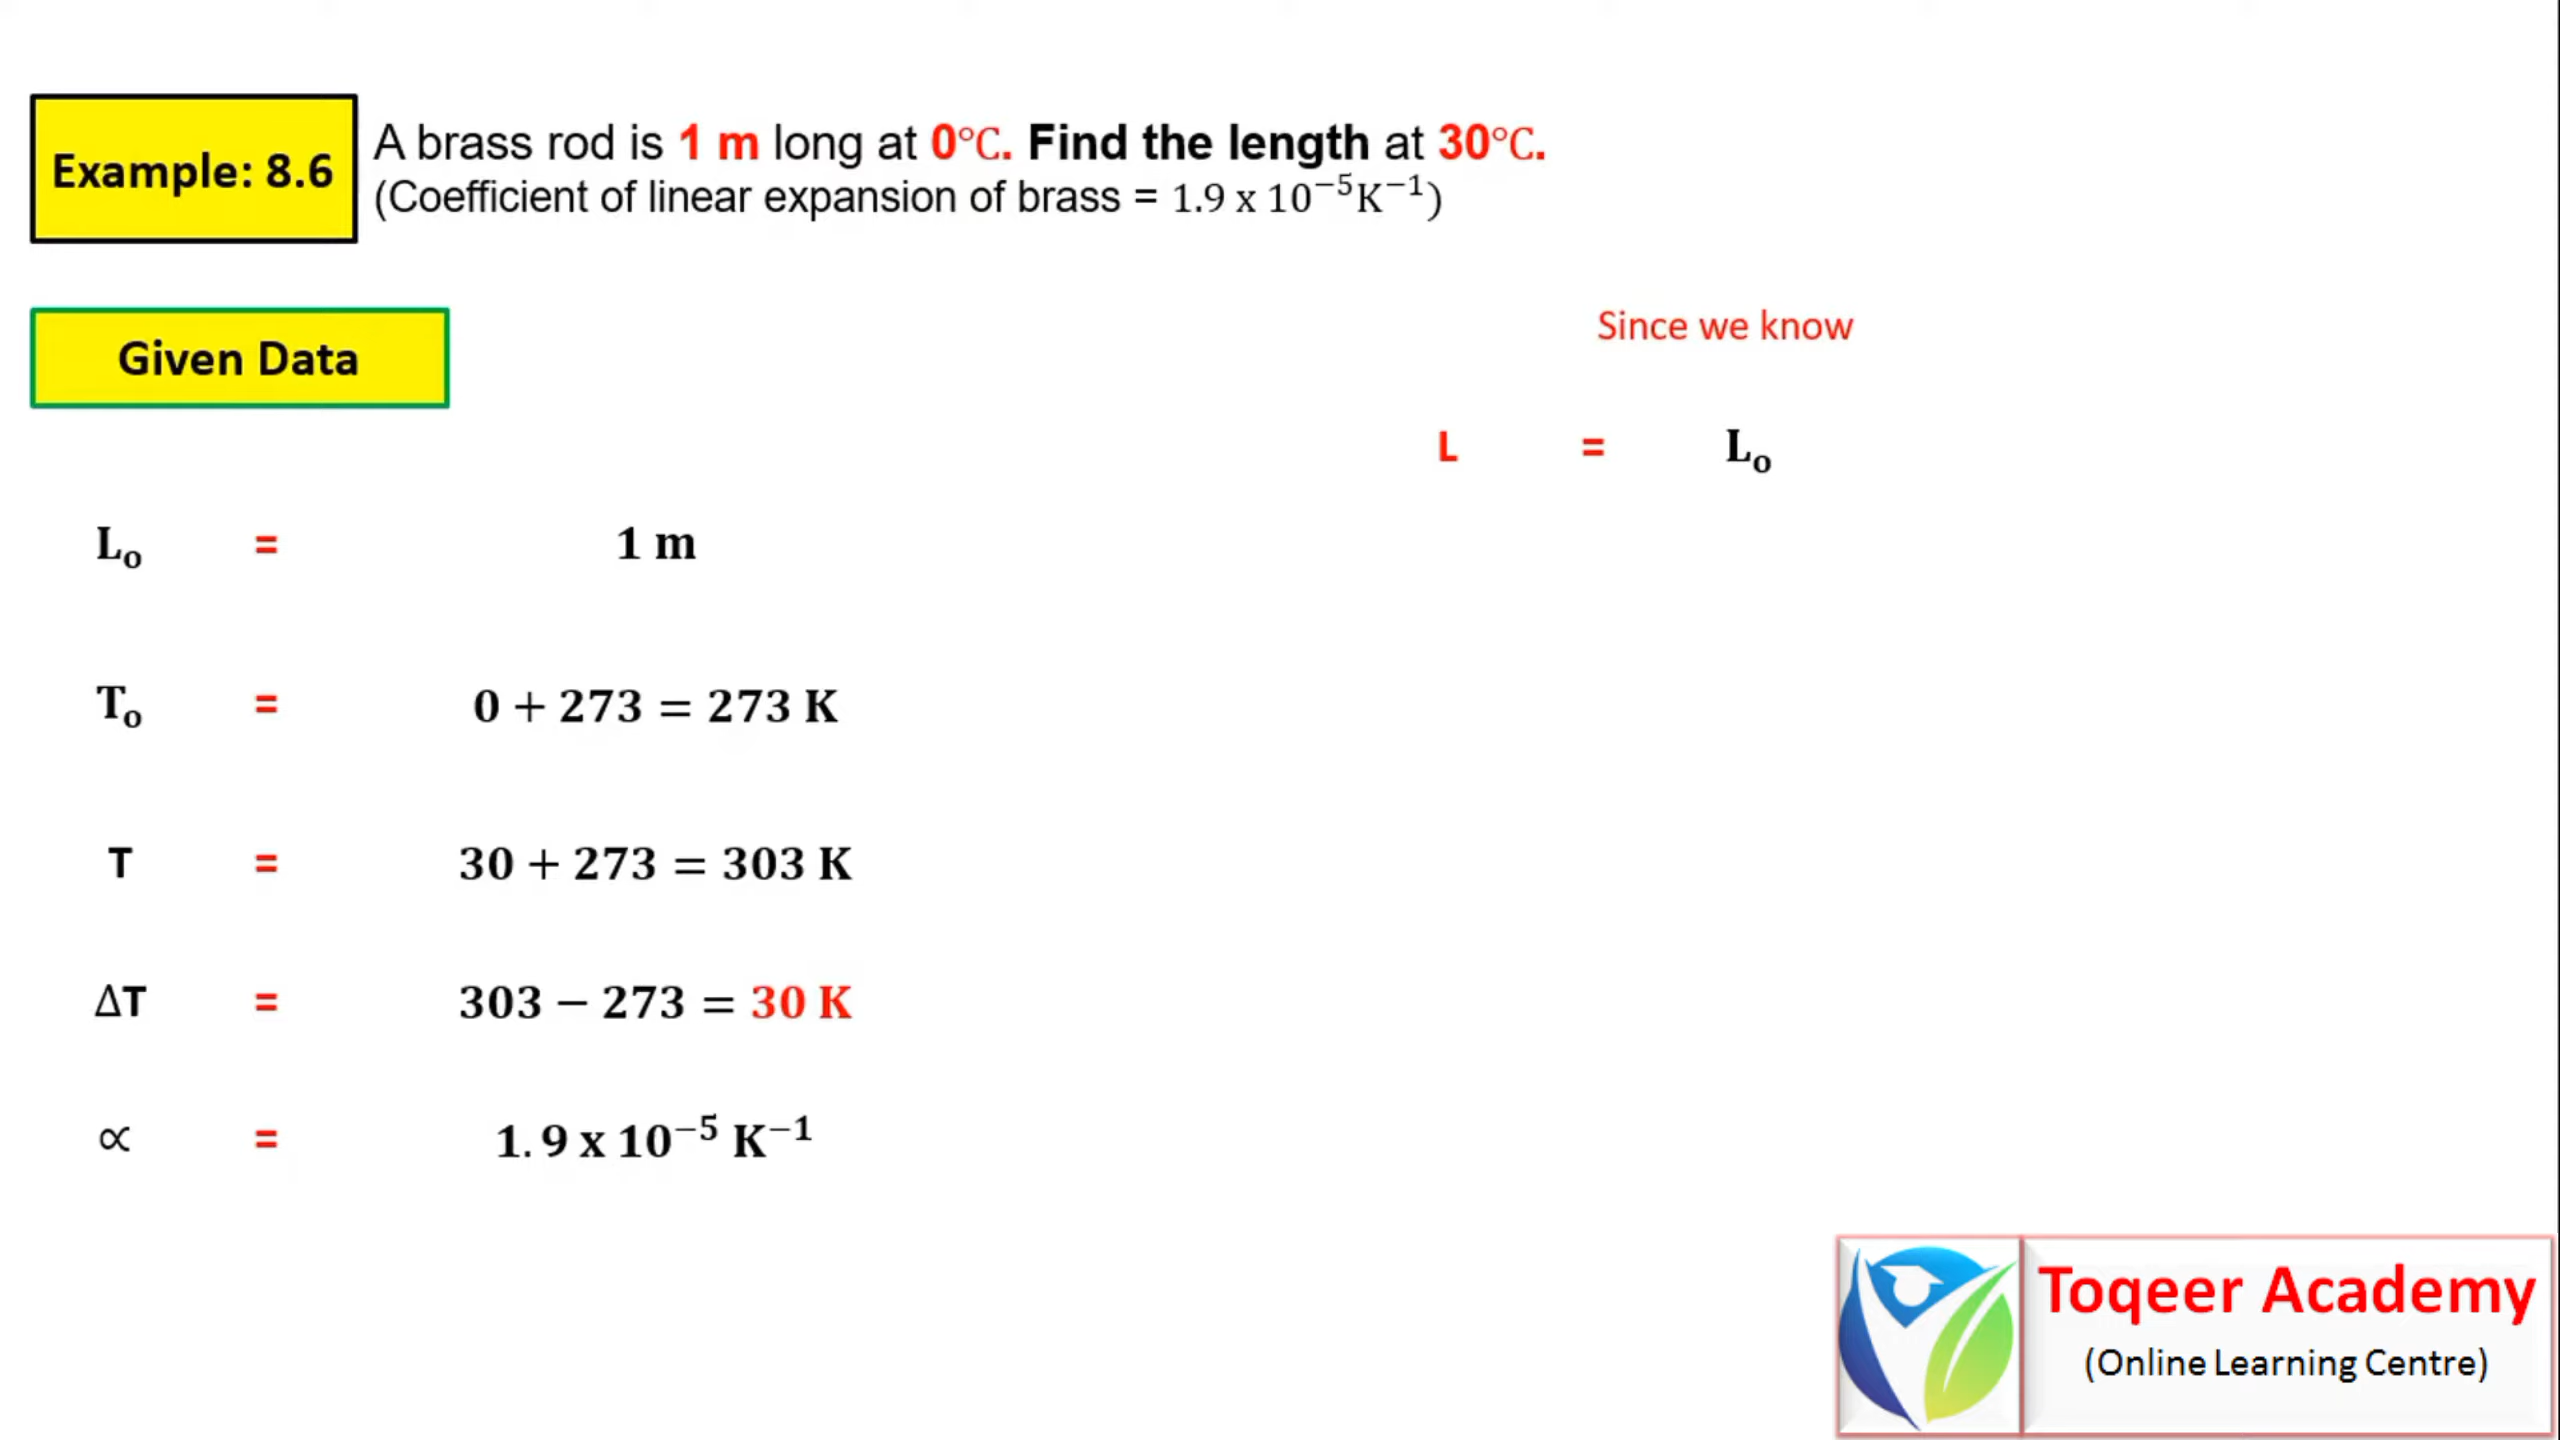 Example: 8.6
A brass rod is 1 m long at 0°C. Find the length at 30°C.
(Coefficient of linear expansion of brass = 1.9 x 10⁻⁵K⁻¹)
Given Data
Since we know
L = Lₒ
Lₒ = 1 m
Tₒ = 0 + 273 = 273 K
T = 30 + 273 = 303 K
ΔT = 303 − 273 = 30 K
∝ = 1.9 x 10⁻⁵ K⁻¹
Toqeer Academy
(Online Learning Centre)